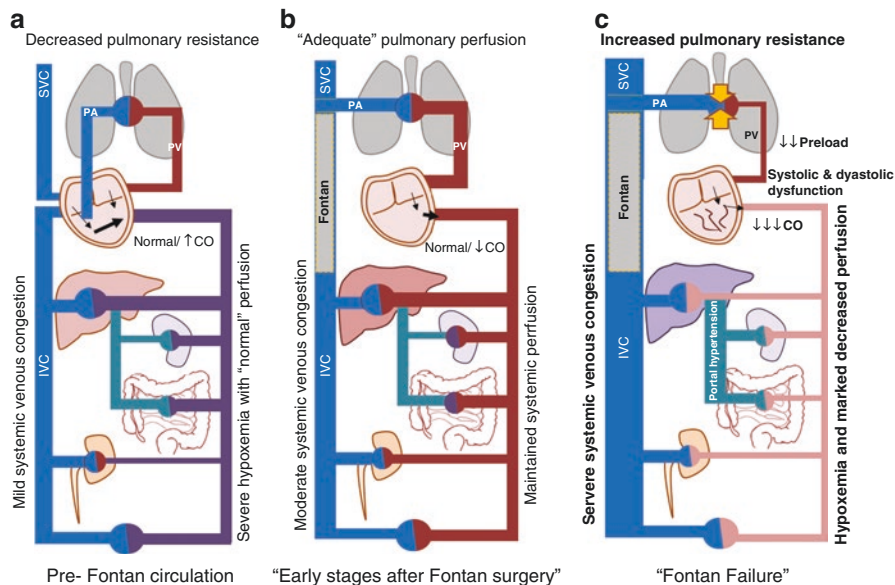 a
Decreased pulmonary resistance
SVC
PA
PV
Normal/ ↑CO
IVC
Mild systemic venous congestion
Severe hypoxemia with "normal" perfusion
Pre- Fontan circulation
b
"Adequate" pulmonary perfusion
SVC
PA
PV
Fontan
Normal/ ↓CO
IVC
Moderate systemic venous congestion
Maintained systemic perrfusion
"Early stages after Fontan surgery"
c
Increased pulmonary resistance
SVC
PA
PV
↓↓Preload
Systolic & dyastolic
dysfunction
↓↓↓CO
Fontan
IVC
Portal hypertension
Servere systemic venous congestion
Hypoxemia and marked decreased perfusion
"Fontan Failure"